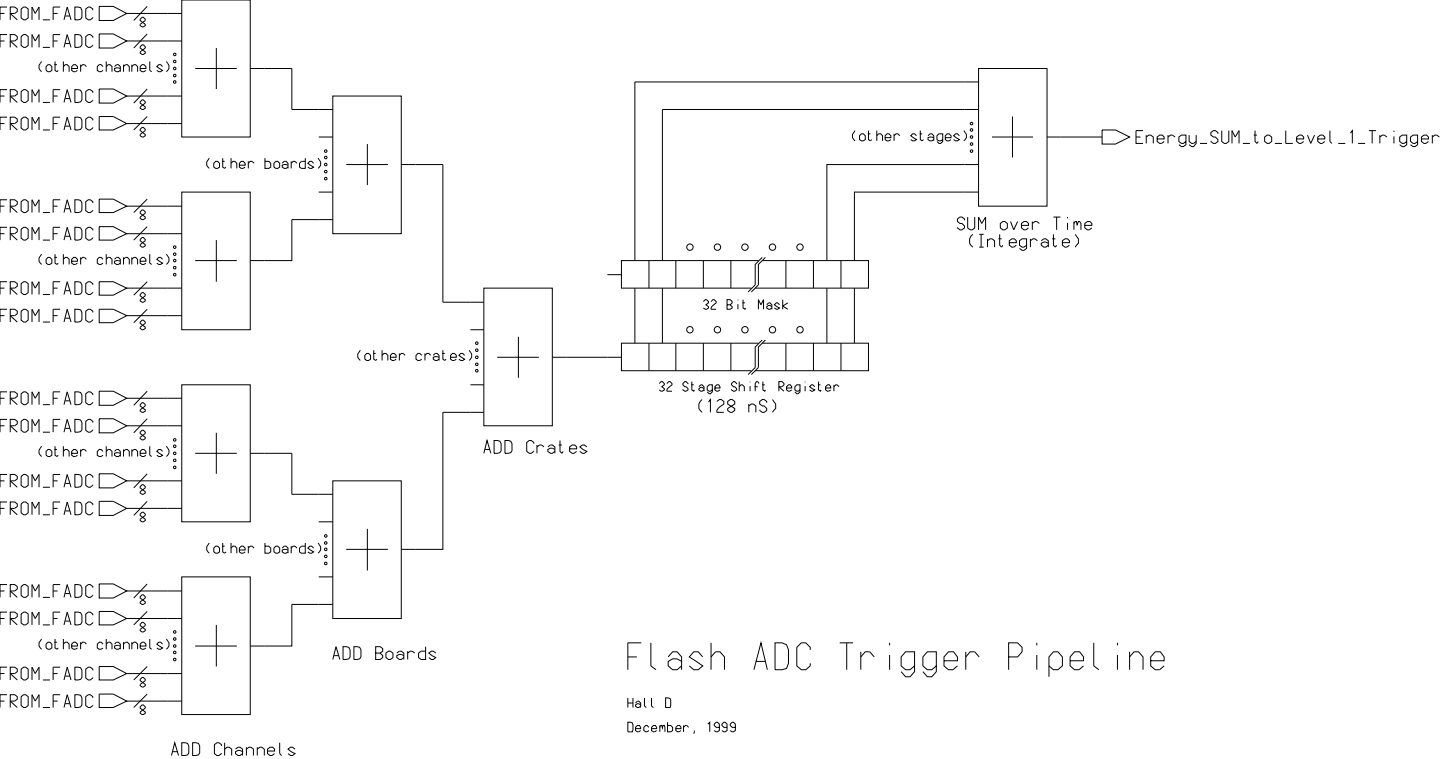 FROM_FADC 8
FROM_FADC 8
(other channels)
FROM_FADC 8
FROM_FADC 8
FROM_FADC 8
FROM_FADC 8
(other channels)
FROM_FADC 8
FROM_FADC 8
FROM_FADC 8
FROM_FADC 8
(other channels)
FROM_FADC 8
FROM_FADC 8
FROM_FADC 8
FROM_FADC 8
(other channels)
FROM_FADC 8
FROM_FADC 8
ADD Channels
(other boards)
(other boards)
ADD Boards
(other crates)
ADD Crates
32 Bit Mask
32 Stage Shift Register
(128 nS)
(other stages)
SUM over Time
(Integrate)
Energy_SUM_to_Level_1_Trigger
Flash ADC Trigger Pipeline
Hall D
December, 1999